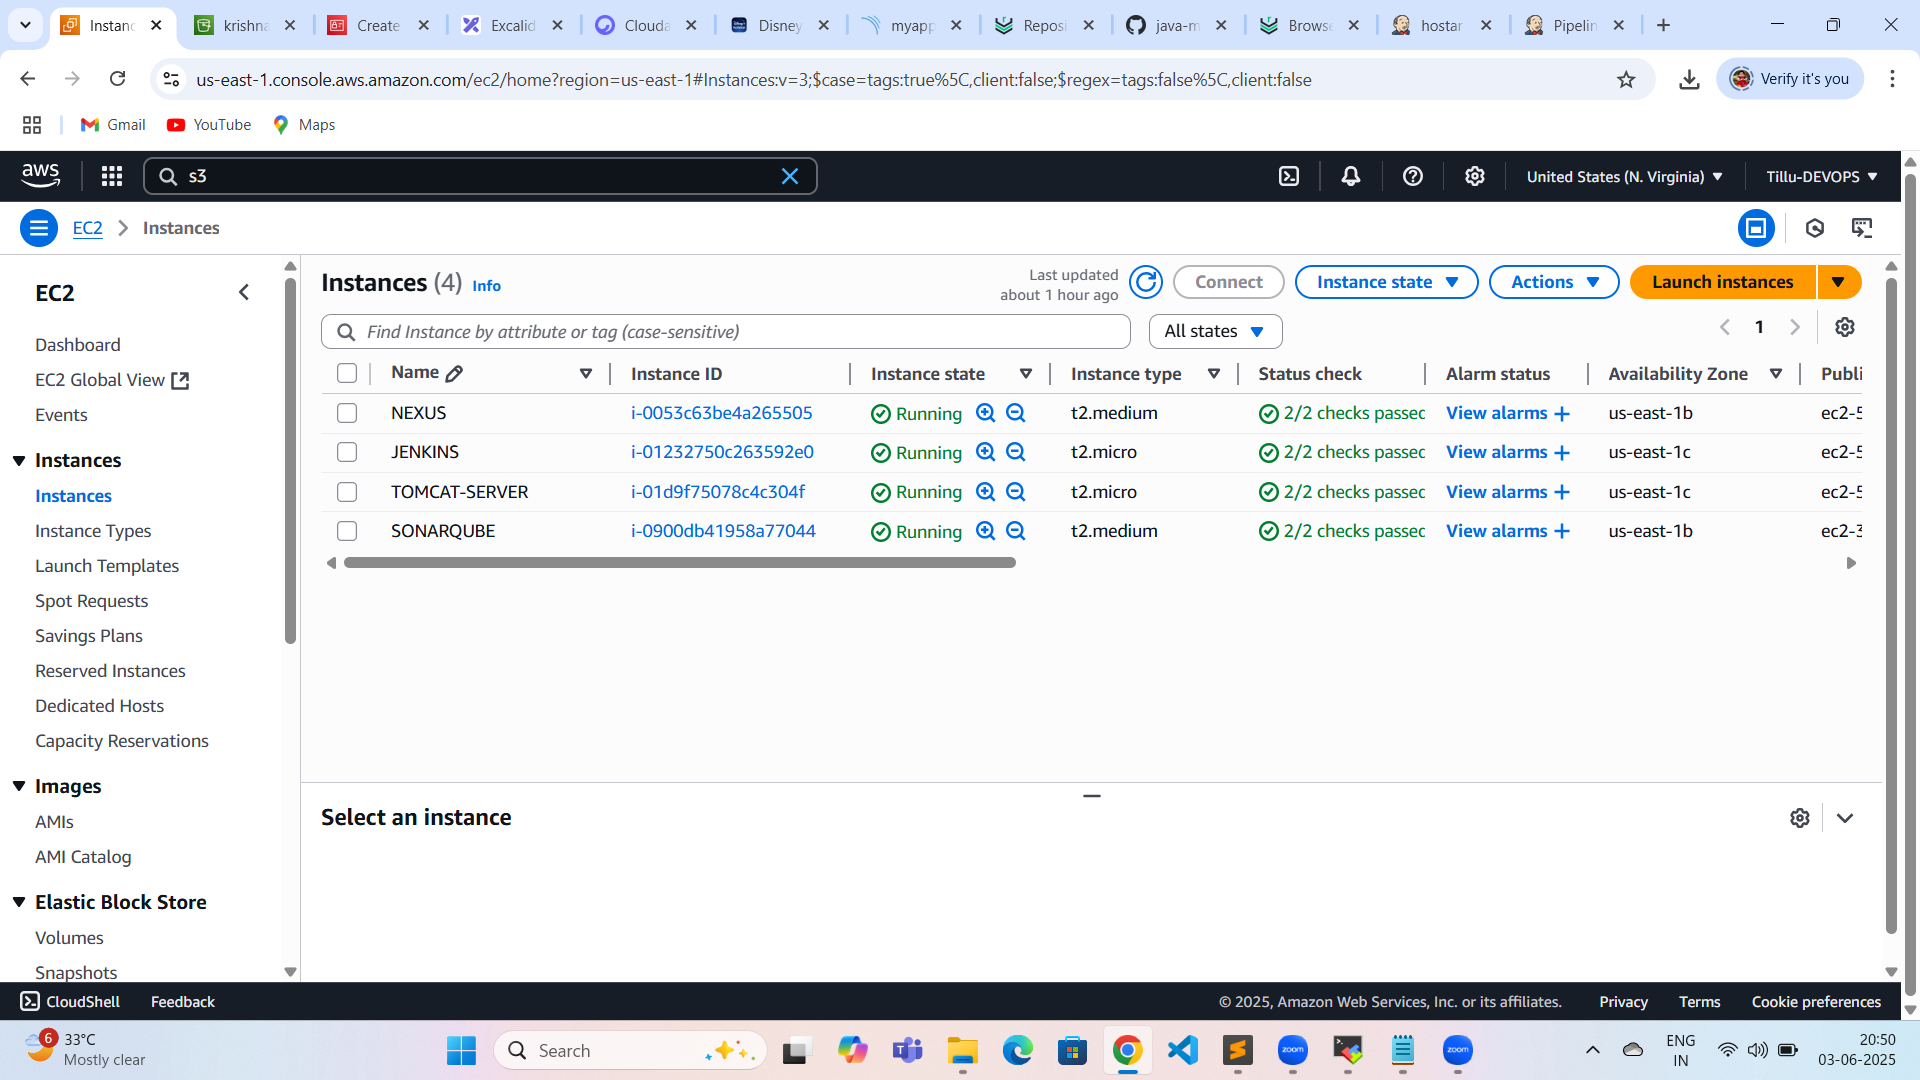 Instanc
krishna
Create
Excalid
Clouda
Disney
myapp
Reposi
java-m
Browse
hostar
Pipelin
us-east-1.console.aws.amazon.com/ec2/home?region=us-east-1#Instances:v=3;$case=tags:true%5C,client:false;$regex=tags:false%5C,client:false
Verify it's you
Gmail
YouTube
Maps
aws
s3
United States (N. Virginia)
Tillu-DEVOPS
EC2
Instances
EC2
Dashboard
EC2 Global View
Events
Instances
Instances
Instance Types
Launch Templates
Spot Requests
Savings Plans
Reserved Instances
Dedicated Hosts
Capacity Reservations
Images
AMIs
AMI Catalog
Elastic Block Store
Volumes
Snapshots
Instances (4) Info
Last updated
about 1 hour ago
Connect
Instance state
Actions
Launch instances
Find Instance by attribute or tag (case-sensitive)
All states
1
Name Instance ID Instance state Instance type Status check Alarm status Availability Zone Publi
NEXUS i-0053c63be4a265505 Running t2.medium 2/2 checks passec View alarms + us-east-1b ec2-5
JENKINS i-01232750c263592e0 Running t2.micro 2/2 checks passec View alarms + us-east-1c ec2-5
TOMCAT-SERVER i-01d9f75078c4c304f Running t2.micro 2/2 checks passec View alarms + us-east-1c ec2-5
SONARQUBE i-0900db41958a77044 Running t2.medium 2/2 checks passec View alarms + us-east-1b ec2-3
Select an instance
CloudShell
Feedback
© 2025, Amazon Web Services, Inc. or its affiliates.
Privacy
Terms
Cookie preferences
6
33°C
Mostly clear
Search
zoom
zoom
ENG
IN
20:50
03-06-2025